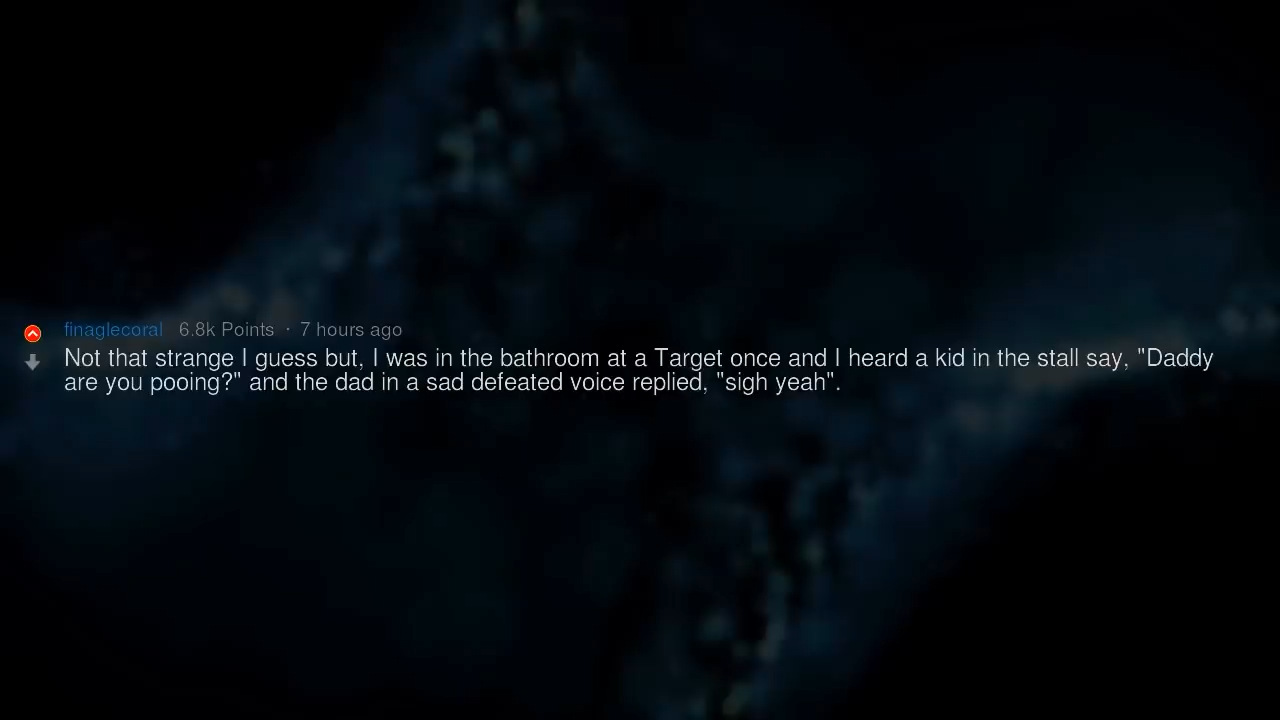 finaglecoral 6.8k Points · 7 hours ago
Not that strange I guess but, I was in the bathroom at a Target once and I heard a kid in the stall say, "Daddy
are you pooing?" and the dad in a sad defeated voice replied, "sigh yeah".